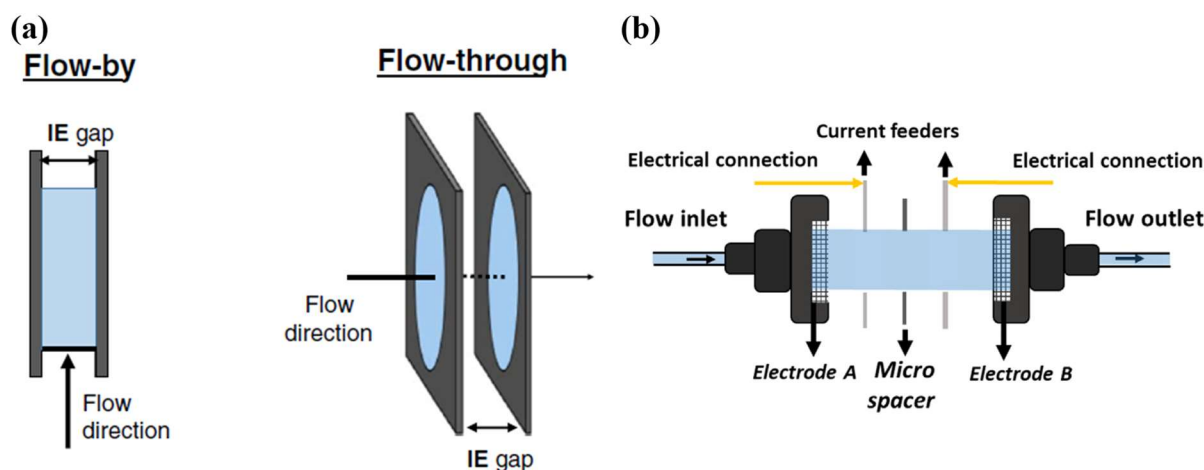 (a)
Flow-by
IE gap
Flow
direction
Flow-through
Flow
direction
IE gap
(b)
Current feeders
Electrical connection
Electrical connection
Flow inlet
Flow outlet
Electrode A
Micro
spacer
Electrode B